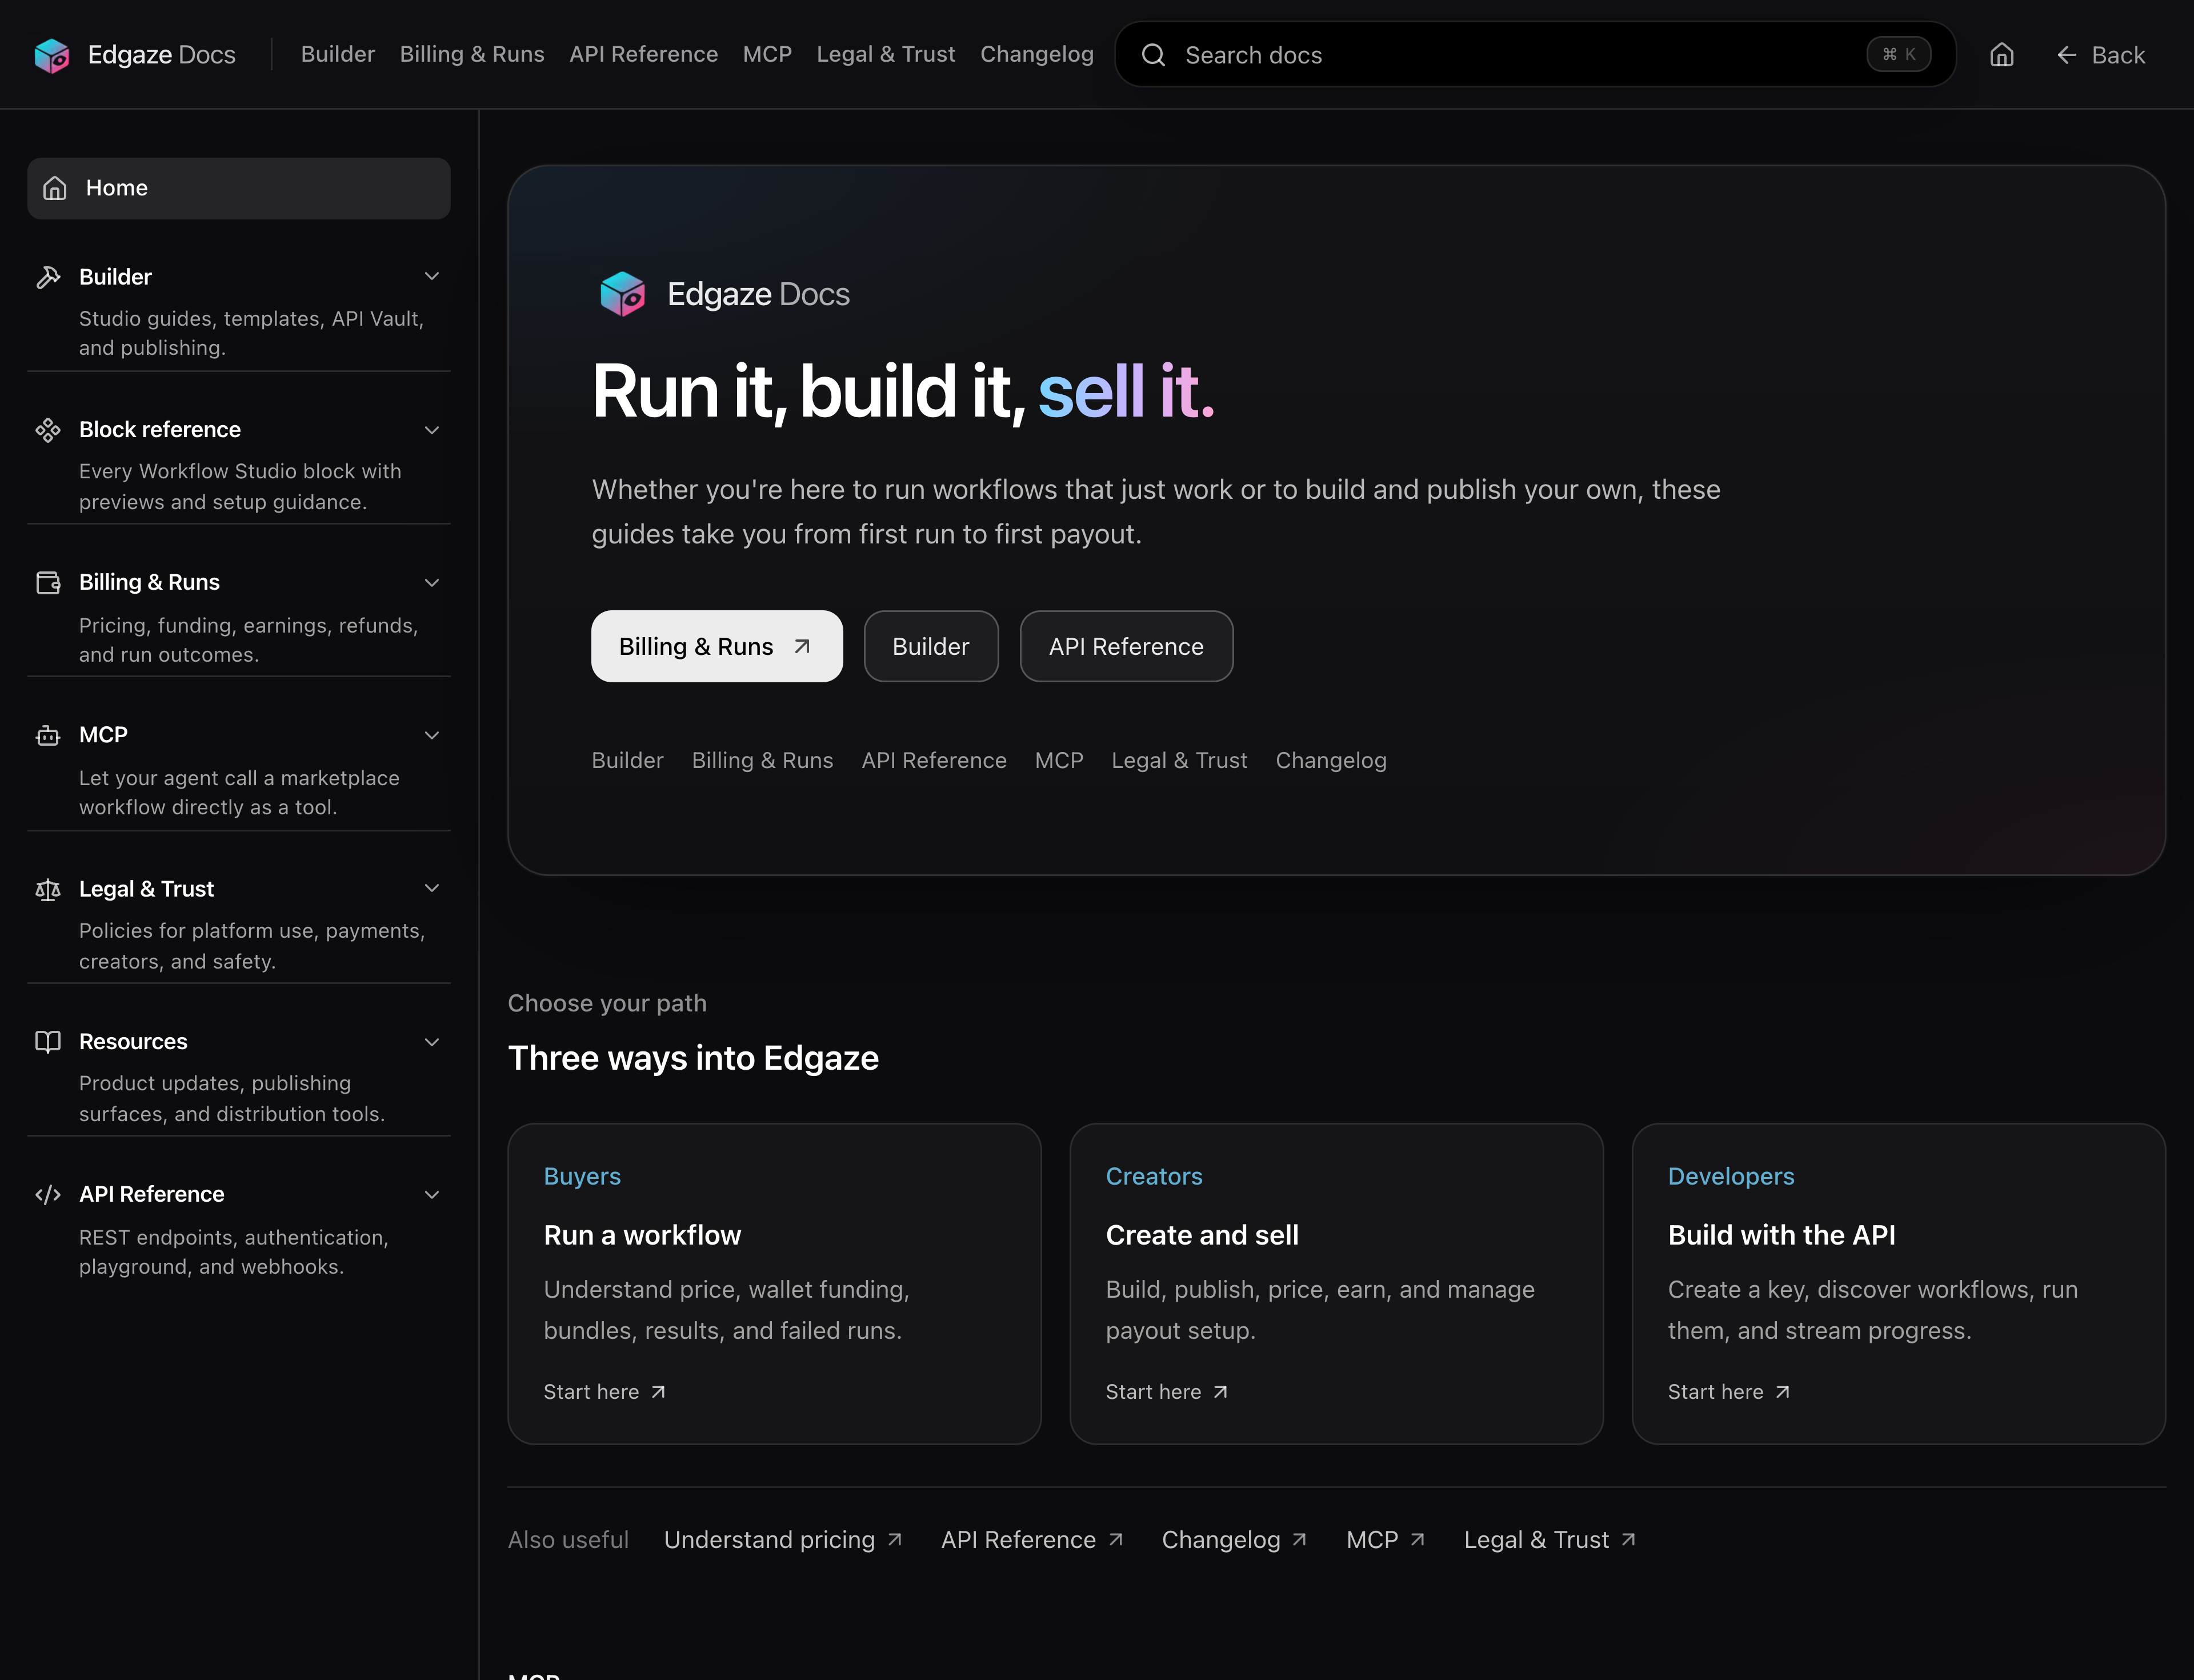 Edgaze Docs
Builder
Billing & Runs
API Reference
MCP
Legal & Trust
Changelog
Search docs
⌘ K
Back
Home
Builder
Studio guides, templates, API Vault,
and publishing.
Block reference
Every Workflow Studio block with
previews and setup guidance.
Billing & Runs
Pricing, funding, earnings, refunds,
and run outcomes.
MCP
Let your agent call a marketplace
workflow directly as a tool.
Legal & Trust
Policies for platform use, payments,
creators, and safety.
Resources
Product updates, publishing
surfaces, and distribution tools.
API Reference
REST endpoints, authentication,
playground, and webhooks.
Edgaze Docs
Run it, build it, sell it.
Whether you're here to run workflows that just work or to build and publish your own, these
guides take you from first run to first payout.
Billing & Runs
Builder
API Reference
Builder
Billing & Runs
API Reference
MCP
Legal & Trust
Changelog
Choose your path
Three ways into Edgaze
Buyers
Run a workflow
Understand price, wallet funding,
bundles, results, and failed runs.
Start here
Creators
Create and sell
Build, publish, price, earn, and manage
payout setup.
Start here
Developers
Build with the API
Create a key, discover workflows, run
them, and stream progress.
Start here
Also useful
Understand pricing
API Reference
Changelog
MCP
Legal & Trust
MCP